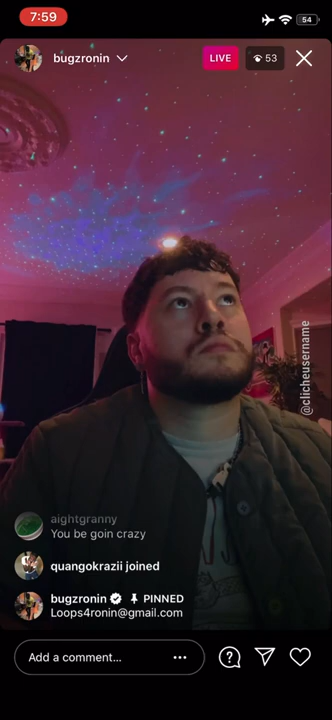 7:59
54
bugzronin
LIVE
53
@clicheusername
aightgranny
You be goin crazy
quangokrazii joined
bugzronin PINNED
Loops4ronin@gmail.com
Add a comment...